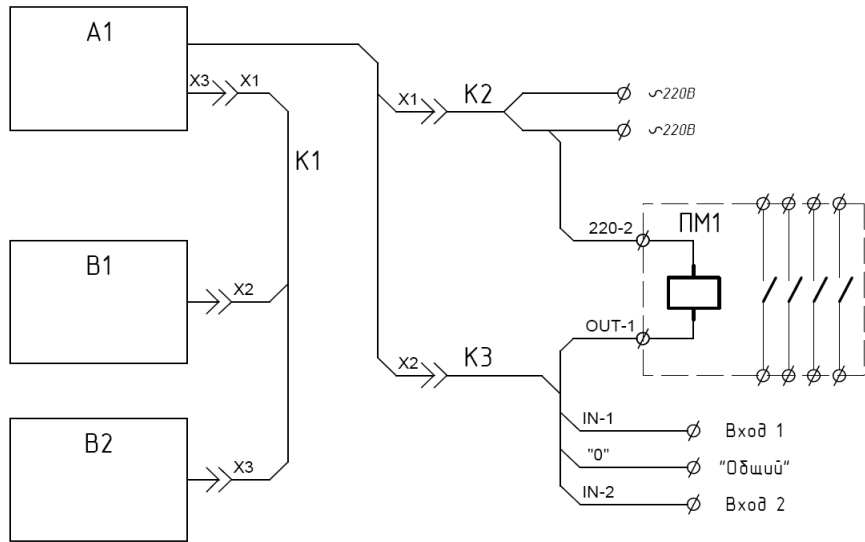 A1
X3
X1
K1
B1
X2
B2
X3
X1
K2
~220В
~220В
220-2
ПМ1
OUT-1
X2
K3
IN-1
Вход 1
"0"
"Общий"
IN-2
Вход 2